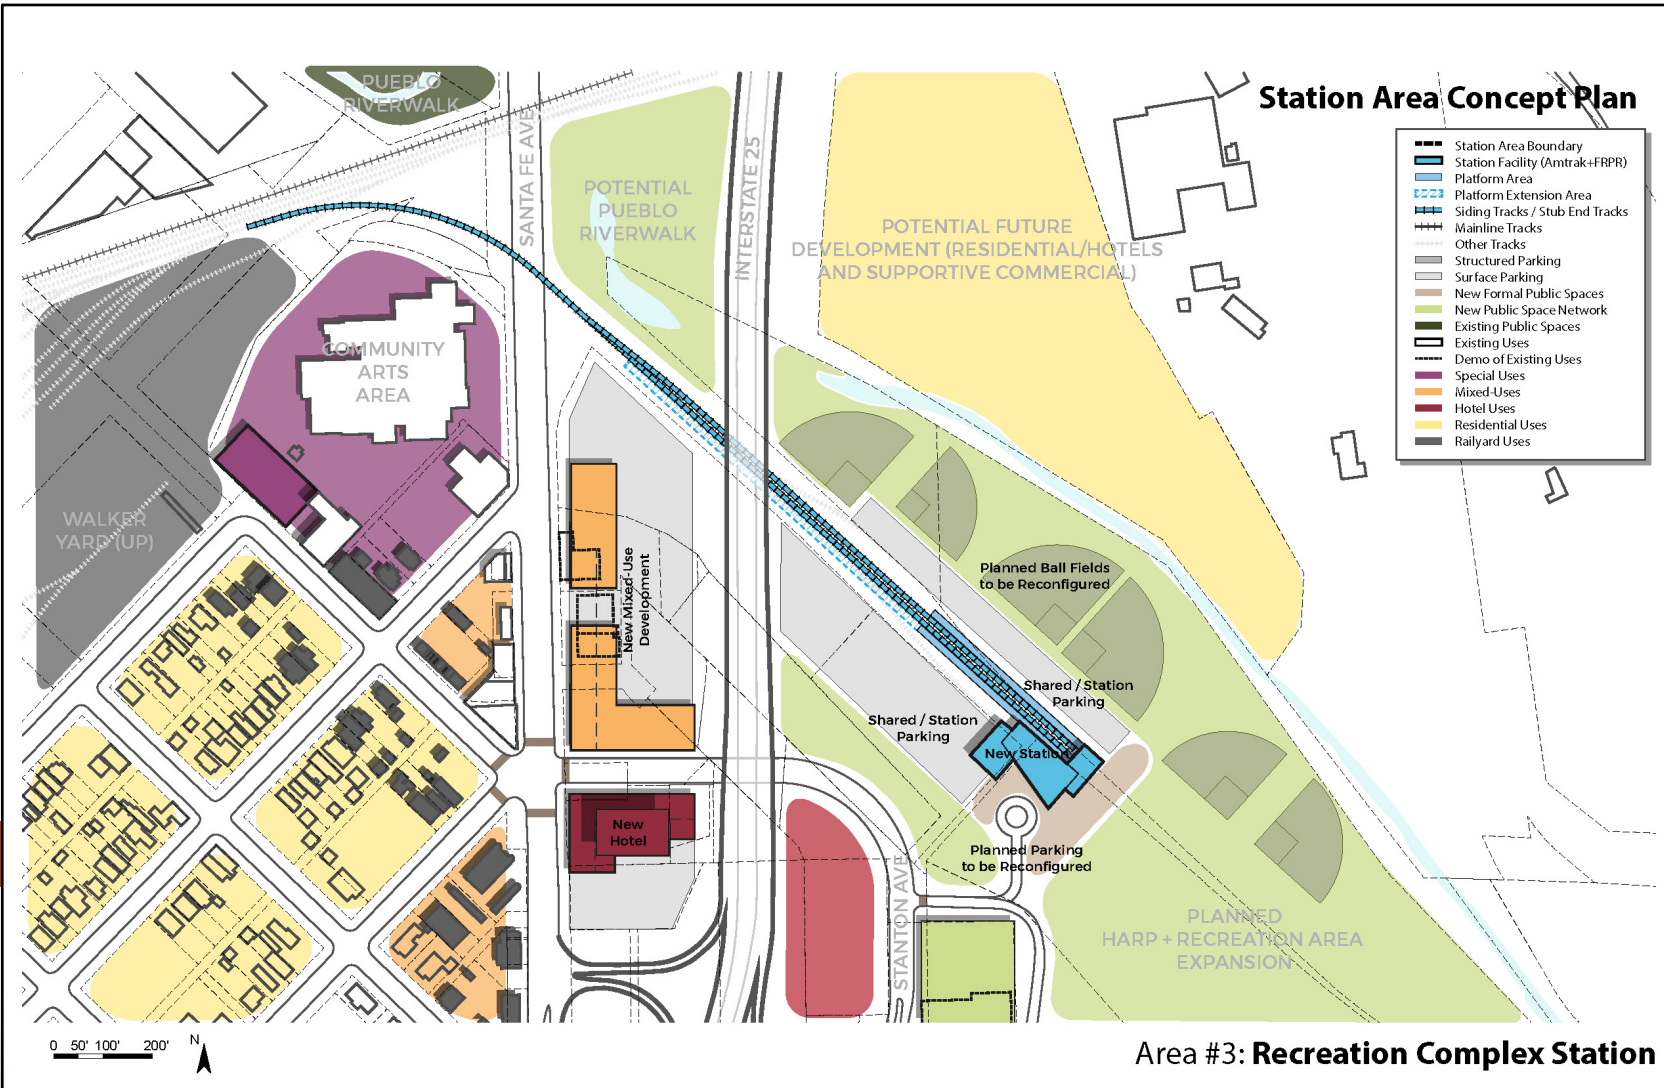 Station Area Concept Plan
Station Area Boundary
Station Facility (Amtrak+FRPR)
Platform Area
Platform Extension Area
Siding Tracks / Stub End Tracks
Mainline Tracks
Other Tracks
Structured Parking
Surface Parking
New Formal Public Spaces
New Public Space Network
Existing Public Spaces
Existing Uses
Demo of Existing Uses
Special Uses
Mixed-Uses
Hotel Uses
Residential Uses
Railyard Uses
PUEBLO
RIVERWALK
SANTA FE AVE
POTENTIAL
PUEBLO
RIVERWALK
INTERSTATE 25
POTENTIAL FUTURE
DEVELOPMENT (RESIDENTIAL/HOTELS
AND SUPPORTIVE COMMERCIAL)
COMMUNITY
ARTS
AREA
WALKER
YARD (UP)
New Mixed-Use
Development
Planned Ball Fields
to be Reconfigured
Shared / Station
Parking
Shared / Station
Parking
New Station
New
Hotel
Planned Parking
to be Reconfigured
STANTON AVE
PLANNED
HARP + RECREATION AREA
EXPANSION
0 50' 100' 200'
N
Area #3: Recreation Complex Station